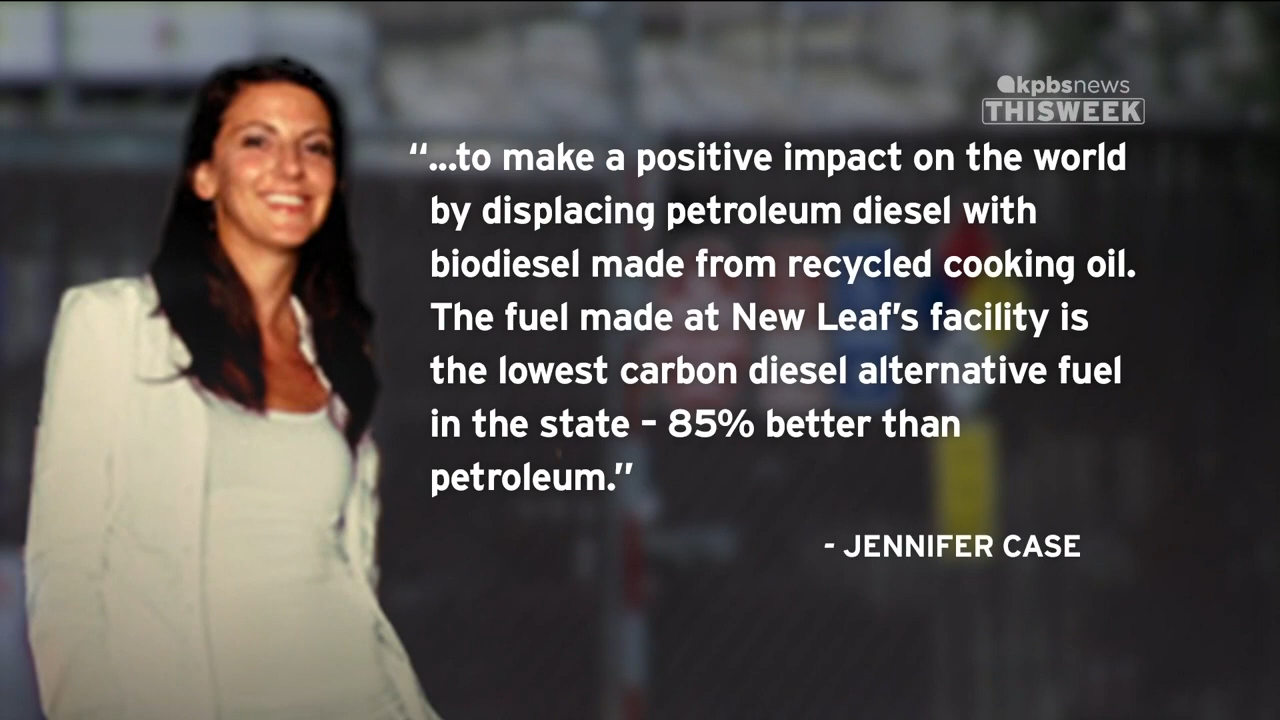 kpbsnews
THISWEEK
“...to make a positive impact on the world
by displacing petroleum diesel with
biodiesel made from recycled cooking oil.
The fuel made at New Leaf’s facility is
the lowest carbon diesel alternative fuel
in the state – 85% better than
petroleum.”
- JENNIFER CASE